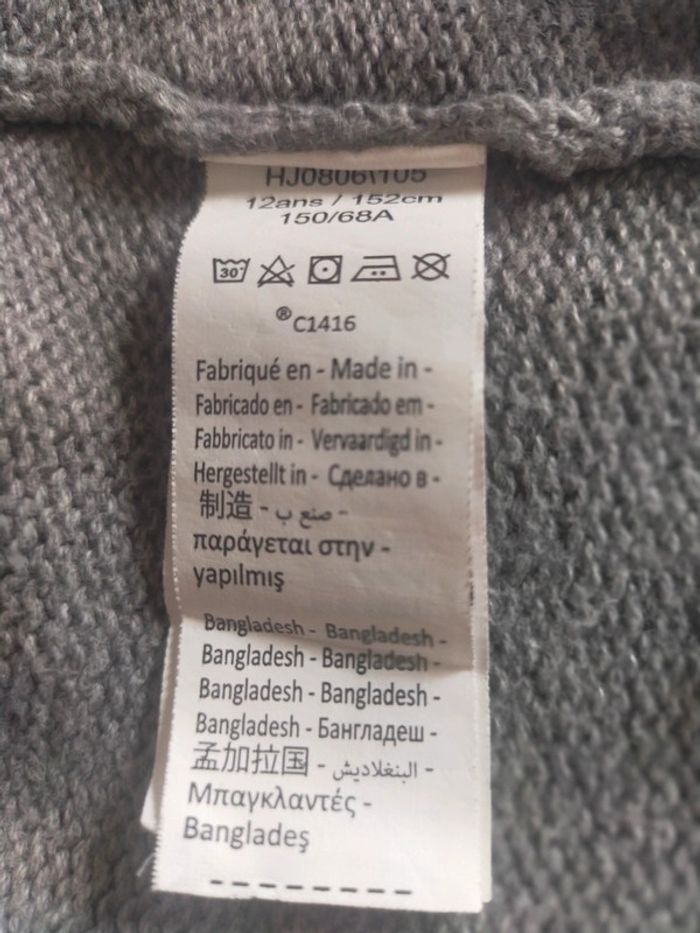 HJ0806\105
12ans / 152cm
150/68A
30°
®C1416
Fabriqué en - Made in -
Fabricado en - Fabricado em -
Fabbricato in - Vervaardigd in -
Hergestellt in - Сделано в -
制造 - صنع ب -
παράγεται στην -
yapılmış
Bangladesh - Bangladesh -
Bangladesh - Bangladesh -
Bangladesh - Bangladesh -
Bangladesh - Бангладеш -
孟加拉国 - البنغلاديش -
Μπαγκλαντές -
Bangladeş